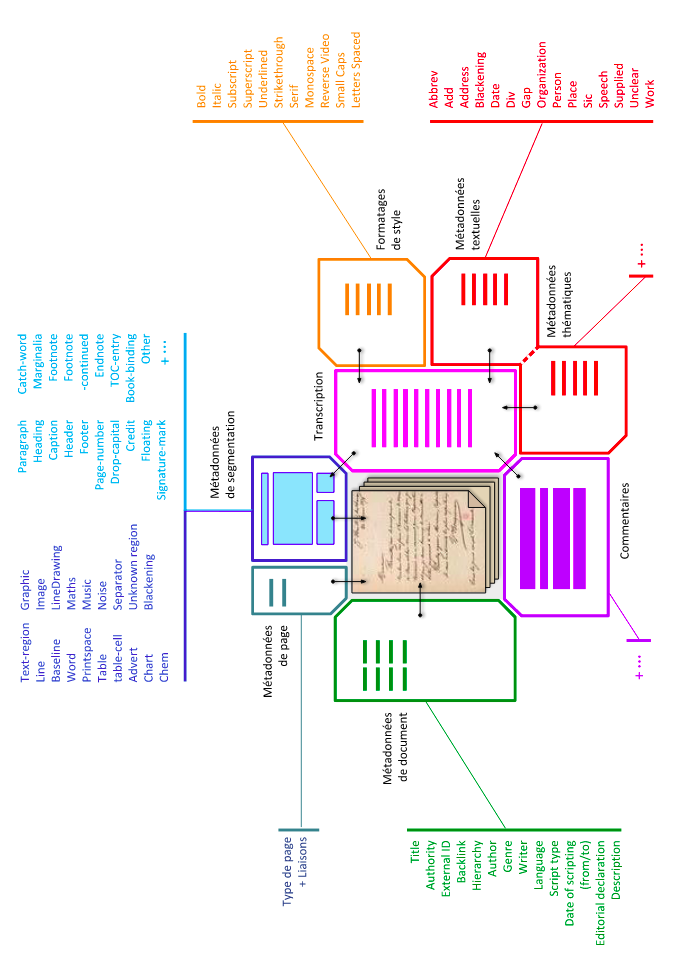 Text-region
Line
Baseline
Word
Printspace
Table
table-cell
Advert
Chart
Chem
Graphic
Image
LineDrawing
Maths
Music
Noise
Separator
Unknown region
Blackening
Paragraph
Heading
Caption
Header
Footer
Page-number
Drop-capital
Credit
Floating
Signature-mark
Catch-word
Marginalia
Footnote
Footnote
-continued
Endnote
TOC-entry
Book-binding
Other
+ ...
Métadonnées
de segmentation
Bold
Italic
Subscript
Superscript
Underlined
Strikethrough
Serif
Monospace
Reverse Video
Small Caps
Letters Spaced
Type de page
+ Liaisons
Métadonnées
de page
Transcription
Formatages
de style
Métadonnées
de document
Métadonnées
textuelles
Abbrev
Add
Address
Blackening
Date
Div
Gap
Organization
Person
Place
Sic
Speech
Supplied
Unclear
Work
Title
Authority
External ID
Backlink
Hierarchy
Author
Genre
Writer
Language
Script type
Date of scripting
(from/to)
Editorial declaration
Description
Métadonnées
thématiques
Commentaires
+ ...
+ ...